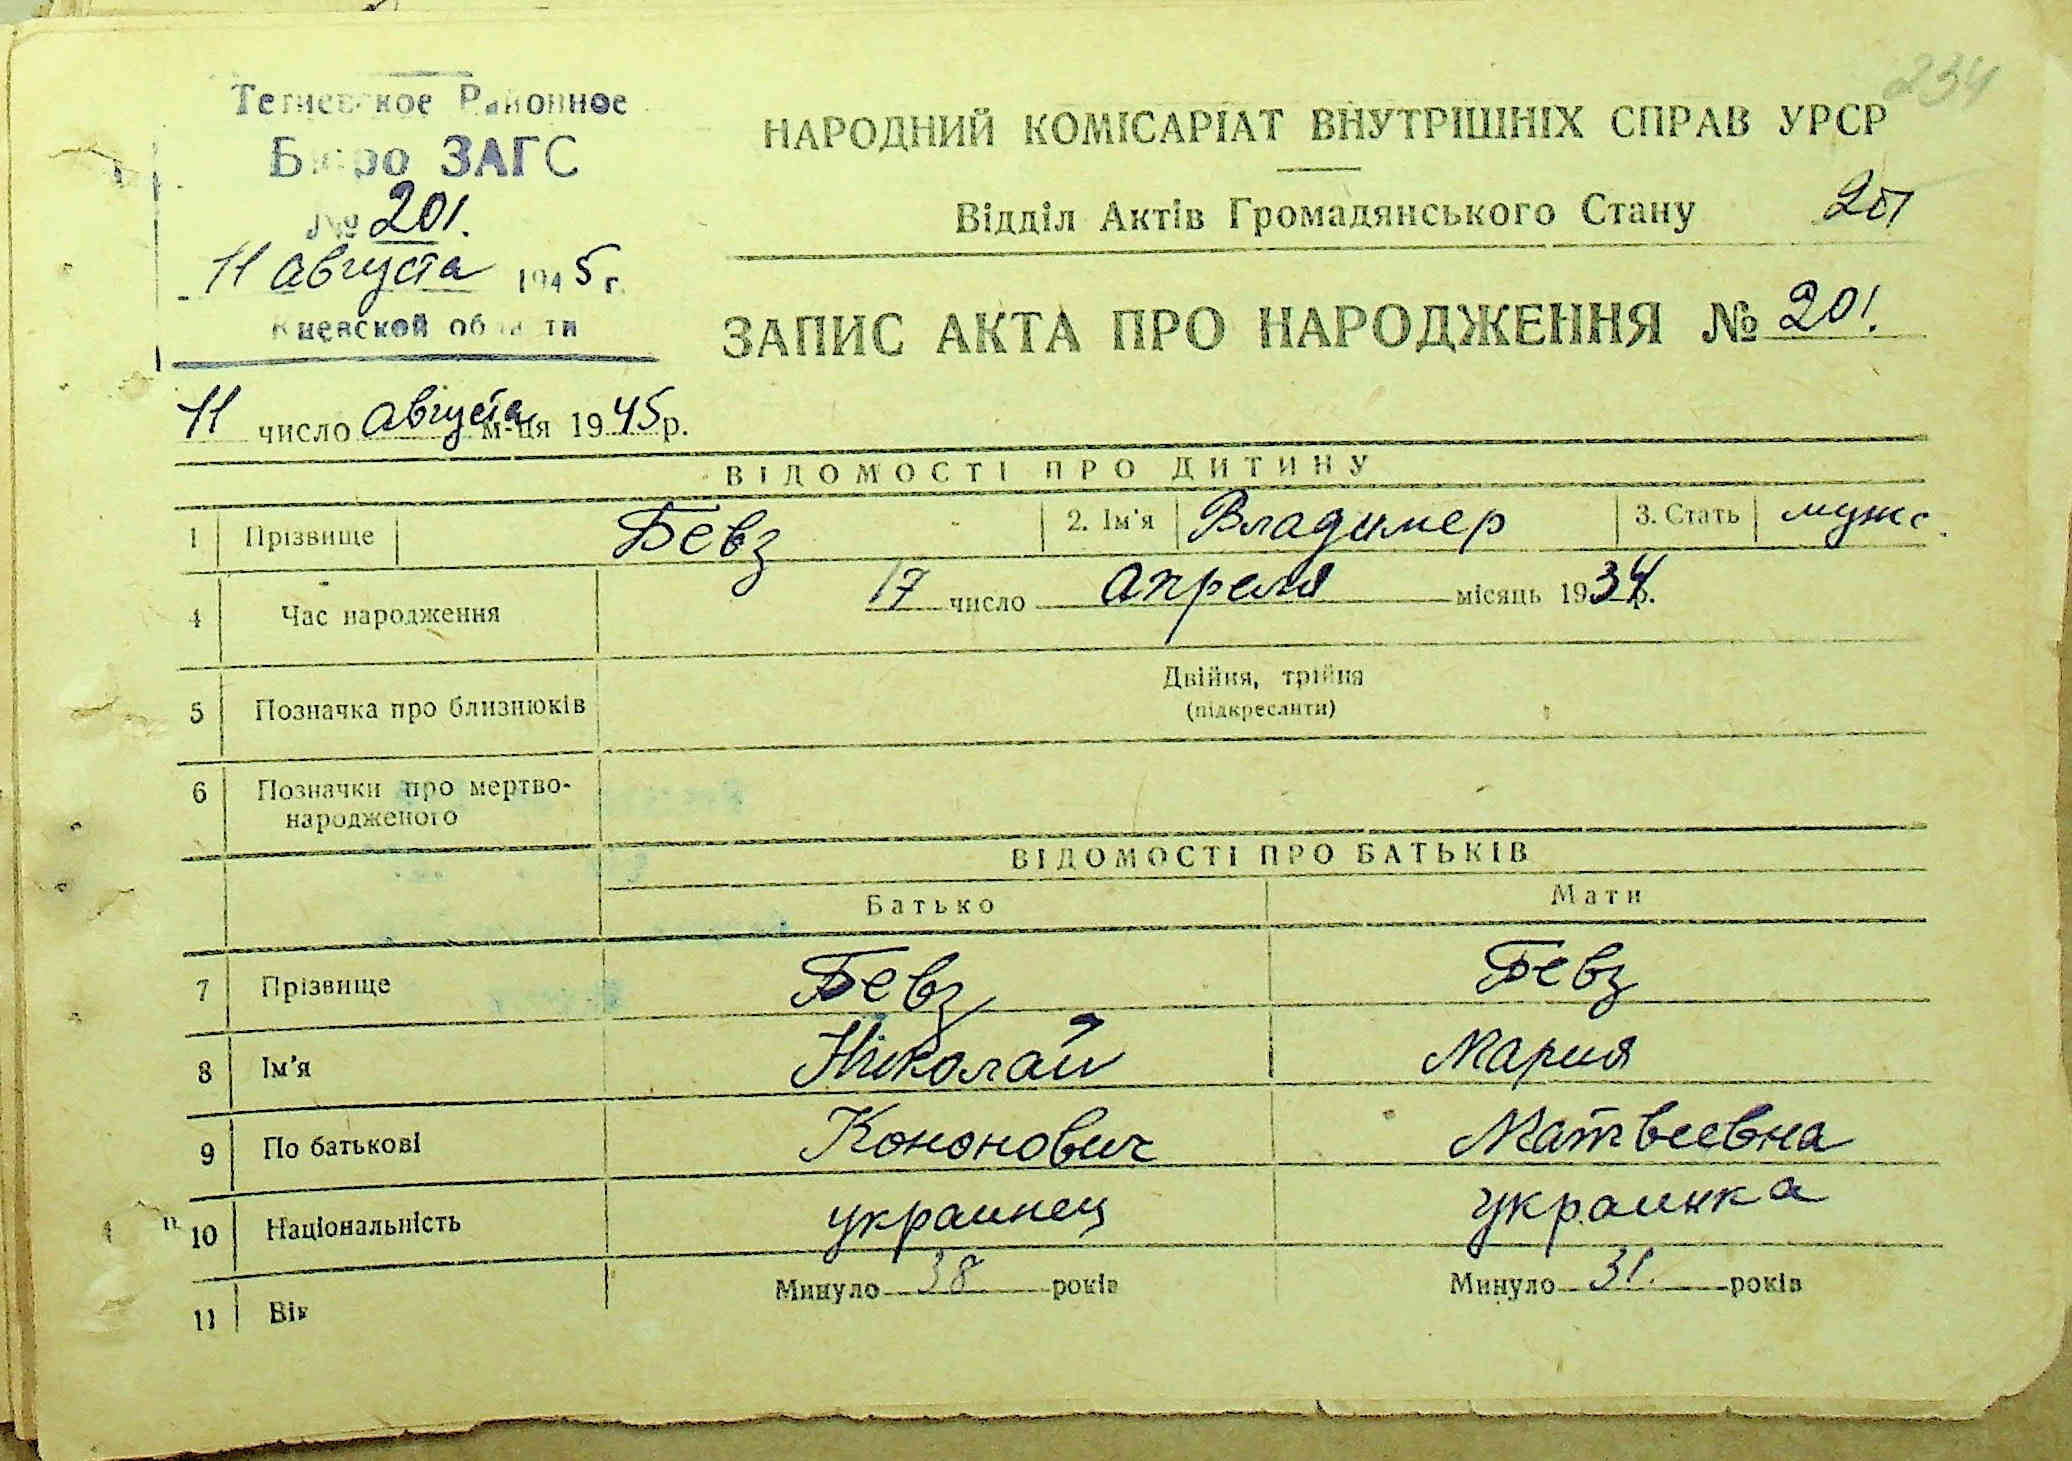 234
Тетиевское Районное
Бюро ЗАГС
№ 201.
11 августа 1945 г.
Киевской области
НАРОДНИЙ КОМІСАРІАТ ВНУТРІШНІХ СПРАВ УРСР
Відділ Актів Громадянського Стану
ЗАПИС АКТА ПРО НАРОДЖЕННЯ № 201.
11 число августа м-ця 1945 р.
ВІДОМОСТІ ПРО ДИТИНУ
1 Прізвище Бевз 2. Ім'я Владимер 3. Стать муж.
4 Час народження 17 число апреля місяць 1934 р.
5 Позначка про близнюків Двійня, трійня
(підкреслити)
6 Позначки про мертво-
народженого
ВІДОМОСТІ ПРО БАТЬКІВ
Батько Мати
7 Прізвище Бевз Бевз
8 Ім'я Николай Мария
9 По батькові Кононович Матвеевна
10 Національність украинец украинка
11 Вік Минуло 38 років Минуло 31. років